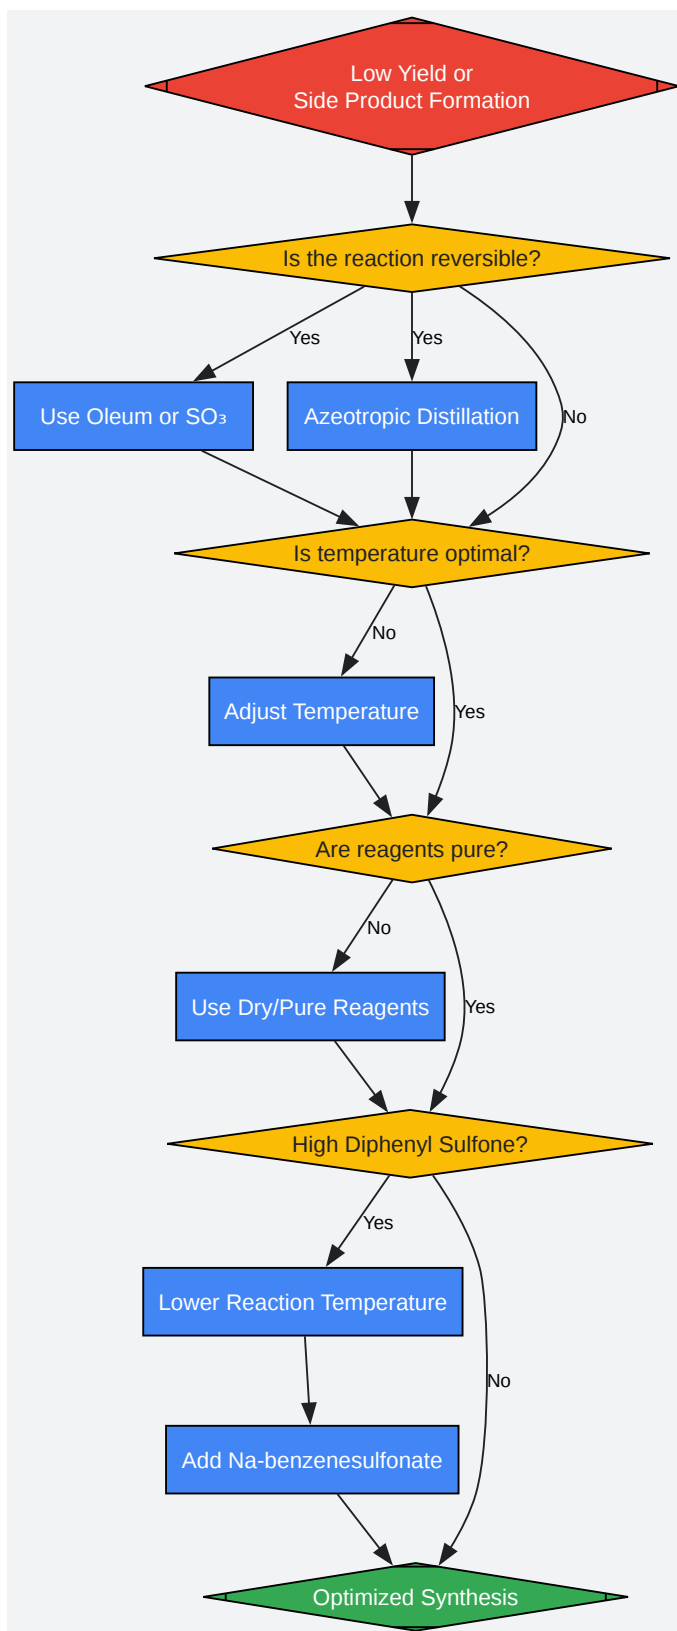 Low Yield or
Side Product Formation
Is the reaction reversible?
Yes
Yes
Use Oleum or SO₃
Azeotropic Distillation
No
Is temperature optimal?
No
Adjust Temperature
Yes
Are reagents pure?
No
Use Dry/Pure Reagents
Yes
High Diphenyl Sulfone?
Yes
Lower Reaction Temperature
No
Add Na-benzenesulfonate
Optimized Synthesis